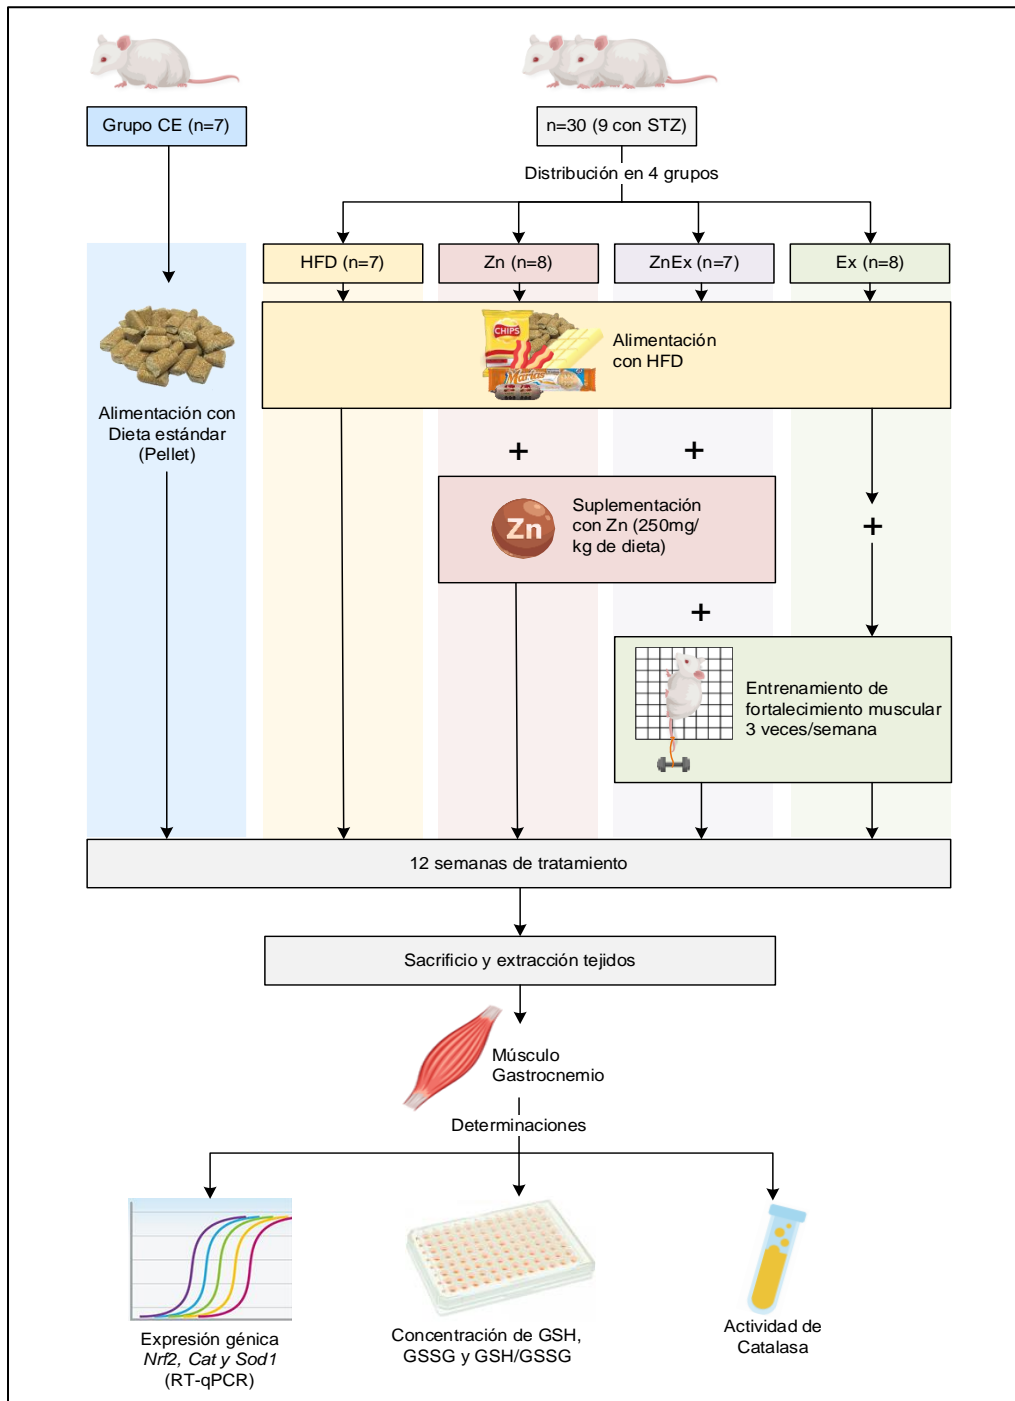 Grupo CE (n=7)
n=30 (9 con STZ)
Distribución en 4 grupos
HFD (n=7)
Zn (n=8)
ZnEx (n=7)
Ex (n=8)
CHIPS
Marías
Alimentación
con HFD
Alimentación con
Dieta estándar
(Pellet)
+
+
Zn
Suplementación
con Zn (250mg/
kg de dieta)
+
+
Entrenamiento de
fortalecimiento muscular
3 veces/semana
12 semanas de tratamiento
Sacrificio y extracción tejidos
Músculo
Gastrocnemio
Determinaciones
Expresión génica
Nrf2, Cat y Sod1
(RT-qPCR)
Concentración de GSH,
GSSG y GSH/GSSG
Actividad de
Catalasa